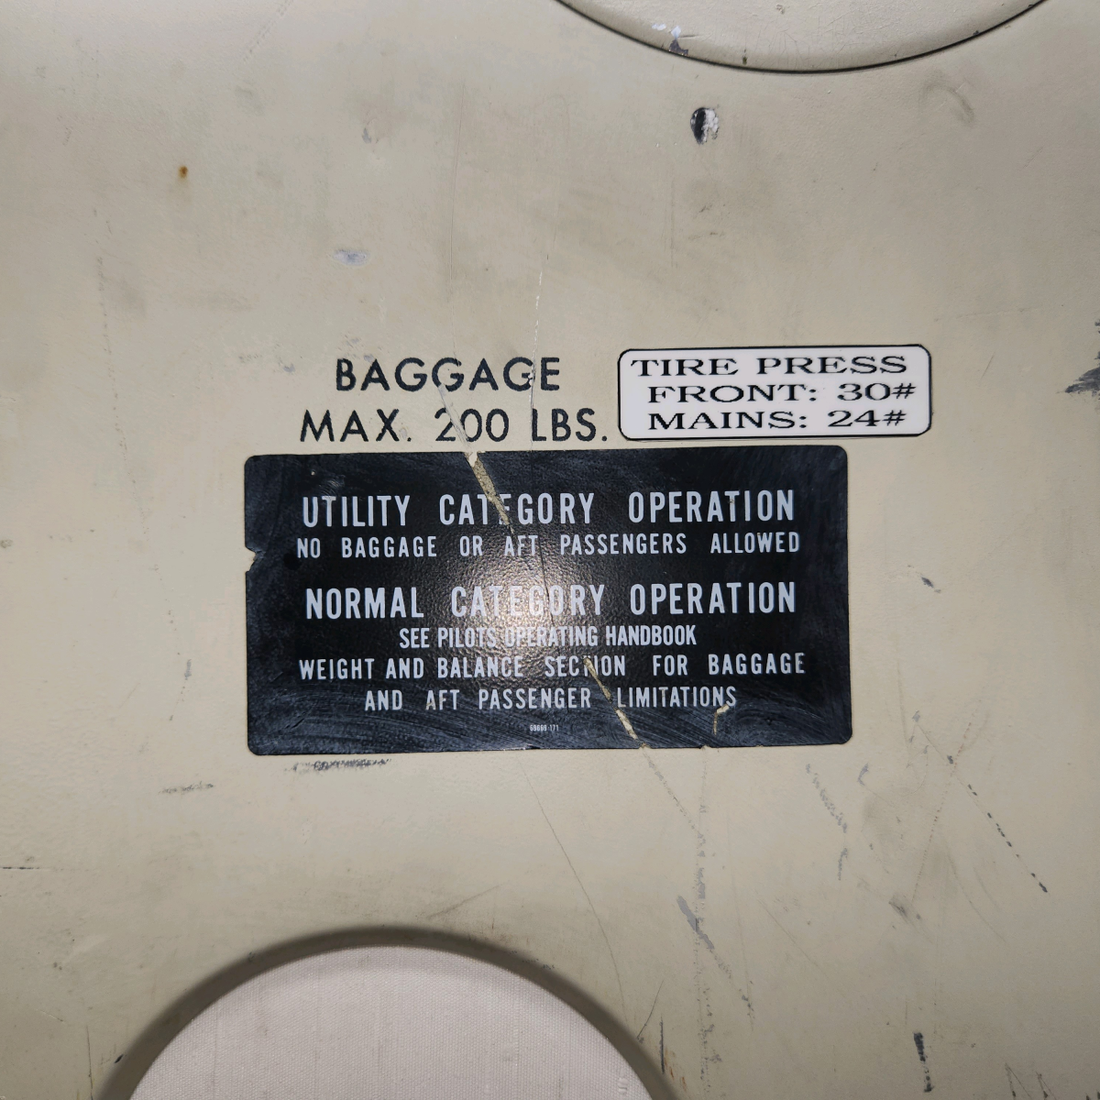 BAGGAGE
MAX. 200 LBS.
TIRE PRESS
FRONT: 30#
MAINS: 24#
UTILITY CATEGORY OPERATION
NO BAGGAGE OR AFT PASSENGERS ALLOWED
NORMAL CATEGORY OPERATION
SEE PILOTS OPERATING HANDBOOK
WEIGHT AND BALANCE SECTION FOR BAGGAGE
AND AFT PASSENGER LIMITATIONS